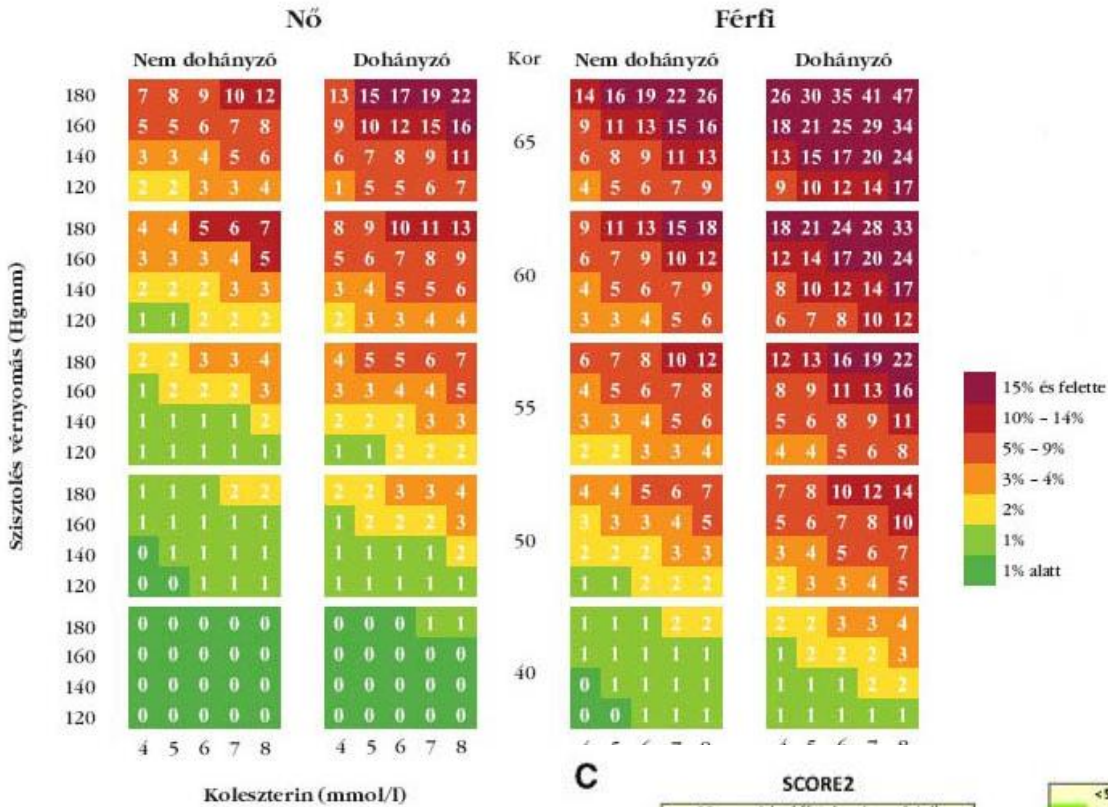 Nő Férfi
Nem dohányzó Dohányzó Kor Nem dohányzó Dohányzó
180 7 8 9 10 12 13 15 17 19 22 14 16 19 22 26 26 30 35 41 47
160 5 5 6 7 8 9 10 12 15 16 9 11 13 15 16 18 21 25 29 34
65
140 3 3 4 5 6 6 7 8 9 11 6 8 9 11 13 13 15 17 20 24
120 2 2 3 3 4 1 5 5 6 7 4 5 6 7 9 9 10 12 14 17
180 4 4 5 6 7 8 9 10 11 13 9 11 13 15 18 18 21 24 28 33
160 3 3 3 4 5 5 6 7 8 9 6 7 9 10 12 12 14 17 20 24
60
140 2 2 2 3 3 3 4 5 5 6 4 5 6 7 9 8 10 12 14 17
120 1 1 2 2 2 2 3 3 4 4 3 3 4 5 6 6 7 8 10 12
180 2 2 3 3 4 4 5 5 6 7 6 7 8 10 12 12 13 16 19 22
160 1 2 2 2 3 3 3 4 4 5 4 5 6 7 8 8 9 11 13 16
55
140 1 1 1 1 2 2 2 2 3 3 3 3 4 5 6 5 6 8 9 11
120 1 1 1 1 1 1 1 2 2 2 2 2 3 3 4 4 4 5 6 8
180 1 1 1 2 2 2 2 3 3 4 4 4 5 6 7 7 8 10 12 14
160 1 1 1 1 1 1 2 2 2 3 3 3 3 4 5 5 6 7 8 10
50
140 0 1 1 1 1 1 1 1 1 2 2 2 2 3 3 3 4 5 6 7
120 0 0 1 1 1 1 1 1 1 1 1 1 2 2 2 2 3 3 4 5
180 0 0 0 0 0 0 0 0 1 1 1 1 1 2 2 2 2 3 3 4
160 0 0 0 0 0 0 0 0 0 0 1 1 1 1 1 1 2 2 2 3
40
140 0 0 0 0 0 0 0 0 0 0 0 1 1 1 1 1 1 1 2 2
120 0 0 0 0 0 0 0 0 0 0 0 0 1 1 1 1 1 1 1 1
4 5 6 7 8 4 5 6 7 8
Szisztolés vérnyomás (Hgmm)
Koleszterin (mmol/l)
15% és felette
10% – 14%
5% – 9%
3% – 4%
2%
1%
1% alatt
C
SCORE2